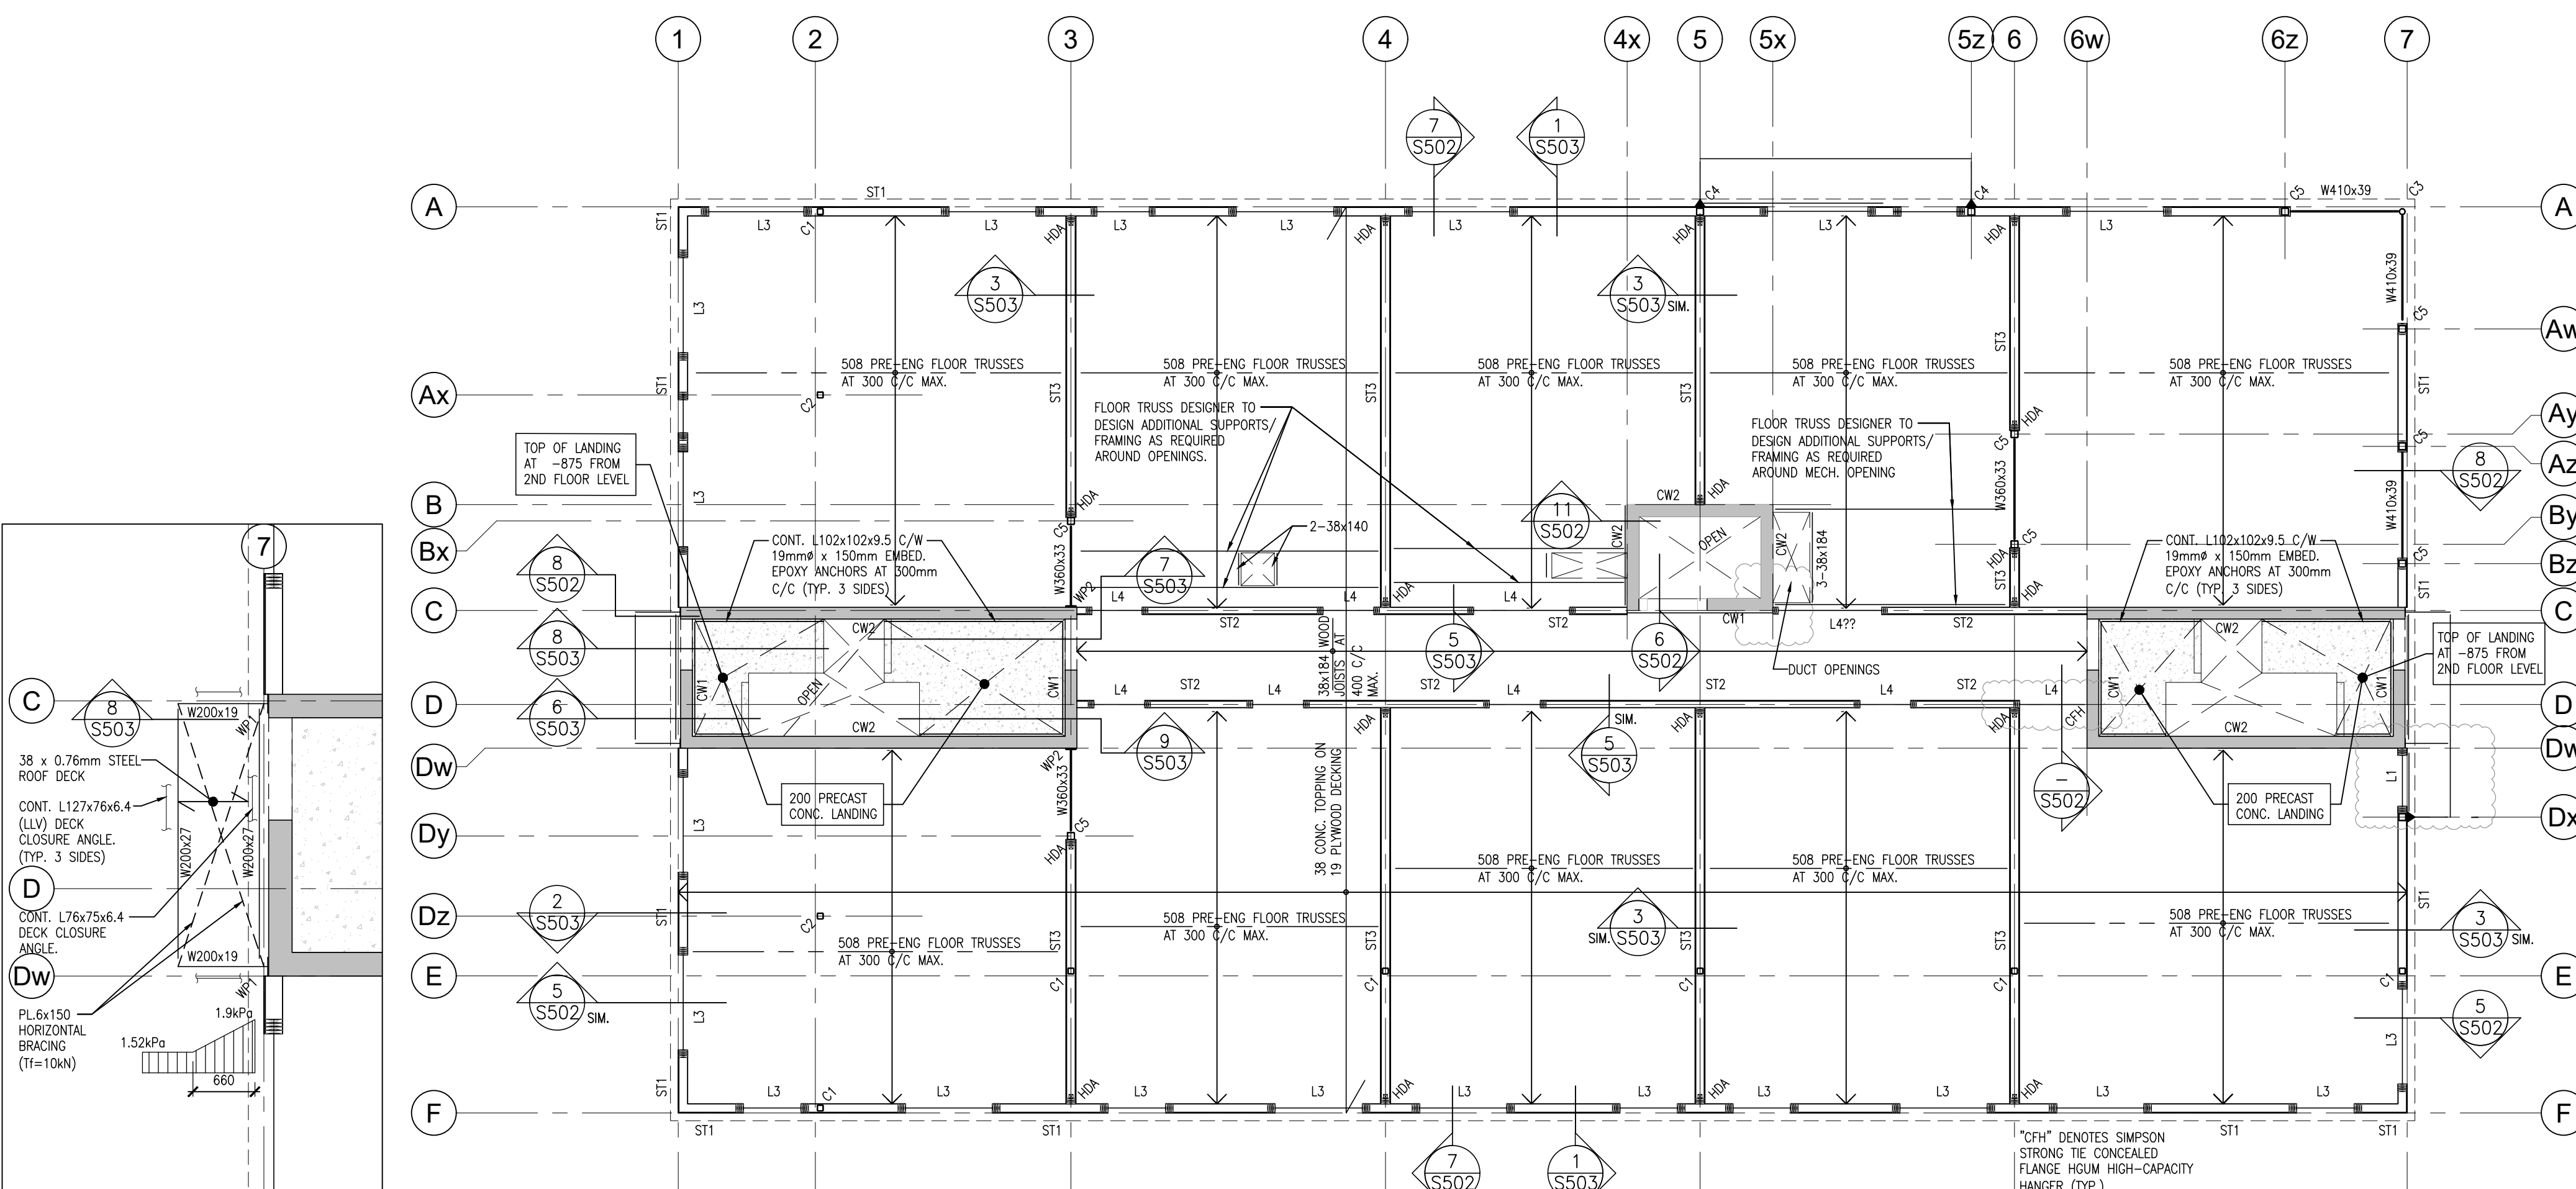 1
2
3
4
4x
5
5x
5z
6
6w
6z
7
7
S502
1
S503
A
ST1
ST1
L3
C1
L3
HDA
L3
L3
HDA
L3
C4
HDA
L3
C4
HDA
L3
C5
W410x39
C3
A
W410x39
3
S503
3
S503
SIM.
L3
C5
Aw
ST3
508 PRE-ENG FLOOR TRUSSES
AT 300 C/C MAX.
508 PRE-ENG FLOOR TRUSSES
AT 300 C/C MAX.
508 PRE-ENG FLOOR TRUSSES
AT 300 C/C MAX.
508 PRE-ENG FLOOR TRUSSES
AT 300 C/C MAX.
508 PRE-ENG FLOOR TRUSSES
AT 300 C/C MAX.
ST1
ST3
ST3
ST3
ST1
Ax
C2
FLOOR TRUSS DESIGNER TO
DESIGN ADDITIONAL SUPPORTS/
FRAMING AS REQUIRED
AROUND OPENINGS.
FLOOR TRUSS DESIGNER TO
DESIGN ADDITIONAL SUPPORTS/
FRAMING AS REQUIRED
AROUND MECH. OPENING
HDA
C5
Ay
C5
Az
TOP OF LANDING
AT -875 FROM
2ND FLOOR LEVEL
8
S502
B
L3
HDA
CW2
HDA
W360x33
W410x39
By
Bx
C5
11
S502
2-38x140
CW2
OPEN
CW2
3-38x184
C5
HDA
CONT. L102x102x9.5 C/W
19mmø x 150mm EMBED.
EPOXY ANCHORS AT 300mm
C/C (TYP. 3 SIDES)
CONT. L102x102x9.5 C/W
19mmø x 150mm EMBED.
EPOXY ANCHORS AT 300mm
C/C (TYP. 3 SIDES)
8
S502
7
S503
W360x33
WP2
ST3
HDA
C5
Bz
ST1
C
L4
L4
HDA
L4
C
ST2
ST2
CW1
L4??
ST2
8
S503
CW2
38x184 WOOD
JOISTS AT
400 C/C
MAX.
5
S503
6
S502
DUCT OPENINGS
CW2
TOP OF LANDING
AT -875 FROM
2ND FLOOR LEVEL
CW1
OPEN
CW1
L4
ST2
L4
ST2
L4
ST2
L4
ST2
L4
CW1
CW1
D
6
S503
CW2
HDA
SIM.
HDA
HDA
CFH
CW2
D
9
S503
5
S503
Dw
WP2
W360x33
Dw
38 CONC. TOPPING ON
19 PLYWOOD DECKING
-
S502
L1
200 PRECAST
CONC. LANDING
200 PRECAST
CONC. LANDING
Dy
L3
C5
HDA
Dx
508 PRE-ENG FLOOR TRUSSES
AT 300 C/C MAX.
508 PRE-ENG FLOOR TRUSSES
AT 300 C/C MAX.
ST1
Dz
2
S503
ST1
C2
508 PRE-ENG FLOOR TRUSSES
AT 300 C/C MAX.
508 PRE-ENG FLOOR TRUSSES
AT 300 C/C MAX.
3
S503
SIM.
508 PRE-ENG FLOOR TRUSSES
AT 300 C/C MAX.
3
S503
SIM.
ST3
ST3
ST3
ST3
E
C1
C1
C1
C1
C1
E
5
S502
SIM.
L3
5
S502
L3
ST1
L3
C1
L3
HDA
L3
L3
HDA
L3
L3
HDA
L3
L3
HDA
L3
L3
F
F
ST1
ST1
ST1
ST1
7
S502
1
S503
"CFH" DENOTES SIMPSON
STRONG TIE CONCEALED
FLANGE HGUM HIGH-CAPACITY
HANGER (TYP.)
7
C
8
S503
W200x19
WP1
38 x 0.76mm STEEL
ROOF DECK
CONT. L127x76x6.4
(LLV) DECK
CLOSURE ANGLE.
(TYP. 3 SIDES)
W200x27
W200x27
D
CONT. L76x75x6.4
DECK CLOSURE
ANGLE.
W200x19
Dw
WP1
PL.6x150
HORIZONTAL
BRACING
(Tf=10kN)
1.9kPa
1.52kPa
660